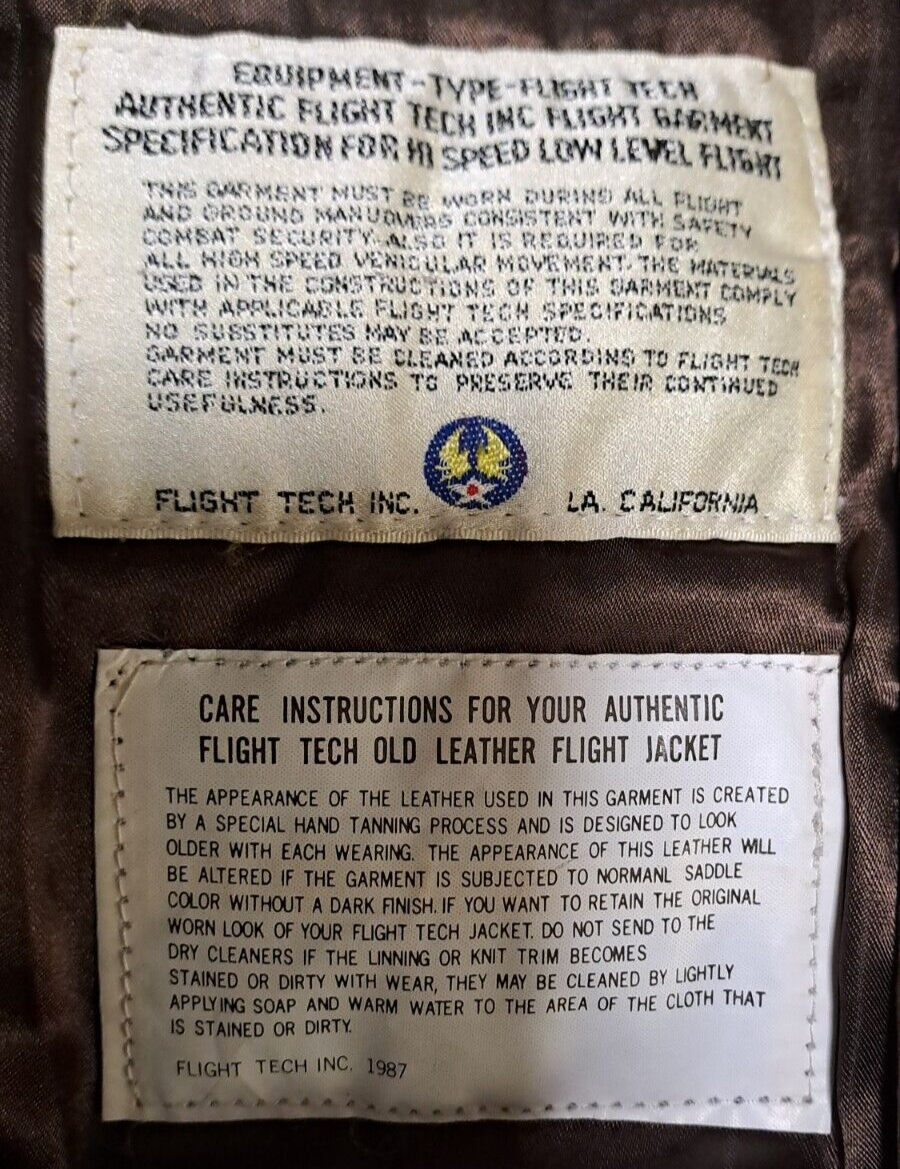 EQUIPMENT-TYPE-FLIGHT TECH
AUTHENTIC FLIGHT TECH INC FLIGHT GARMENT
SPECIFICATION FOR HI SPEED LOW LEVEL FLIGHT
THIS GARMENT MUST BE WORN DURING ALL FLIGHT
AND GROUND MANUOVERS CONSISTENT WITH SAFETY
COMBAT SECURITY. ALSO IT IS REQUIRED FOR
ALL HIGH SPEED VEHICULAR MOVEMENT. THE MATERIALS
USED IN THE CONSTRUCTIONS OF THIS GARMENT COMPLY
WITH APPLICABLE FLIGHT TECH SPECIFICATIONS
NO SUBSTITUTES MAY BE ACCEPTED.
GARMENT MUST BE CLEANED ACCORDING TO FLIGHT TECH
CARE INSTRUCTIONS TO PRESERVE THEIR CONTINUED
USEFULNESS.
FLIGHT TECH INC. LA. CALIFORNIA
CARE INSTRUCTIONS FOR YOUR AUTHENTIC
FLIGHT TECH OLD LEATHER FLIGHT JACKET
THE APPEARANCE OF THE LEATHER USED IN THIS GARMENT IS CREATED
BY A SPECIAL HAND TANNING PROCESS AND IS DESIGNED TO LOOK
OLDER WITH EACH WEARING. THE APPEARANCE OF THIS LEATHER WILL
BE ALTERED IF THE GARMENT IS SUBJECTED TO NORMANL SADDLE
COLOR WITHOUT A DARK FINISH. IF YOU WANT TO RETAIN THE ORIGINAL
WORN LOOK OF YOUR FLIGHT TECH JACKET. DO NOT SEND TO THE
DRY CLEANERS IF THE LINNING OR KNIT TRIM BECOMES
STAINED OR DIRTY WITH WEAR, THEY MAY BE CLEANED BY LIGHTLY
APPLYING SOAP AND WARM WATER TO THE AREA OF THE CLOTH THAT
IS STAINED OR DIRTY.
FLIGHT TECH INC. 1987